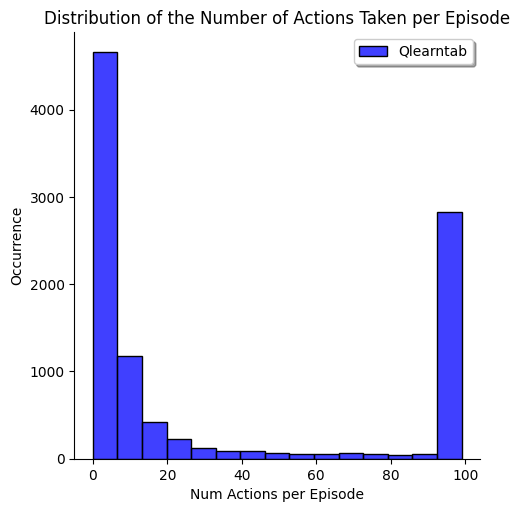 Distribution of the Number of Actions Taken per Episode
Qlearntab
4000
3000
2000
1000
0
Occurrence
0 20 40 60 80 100
Num Actions per Episode